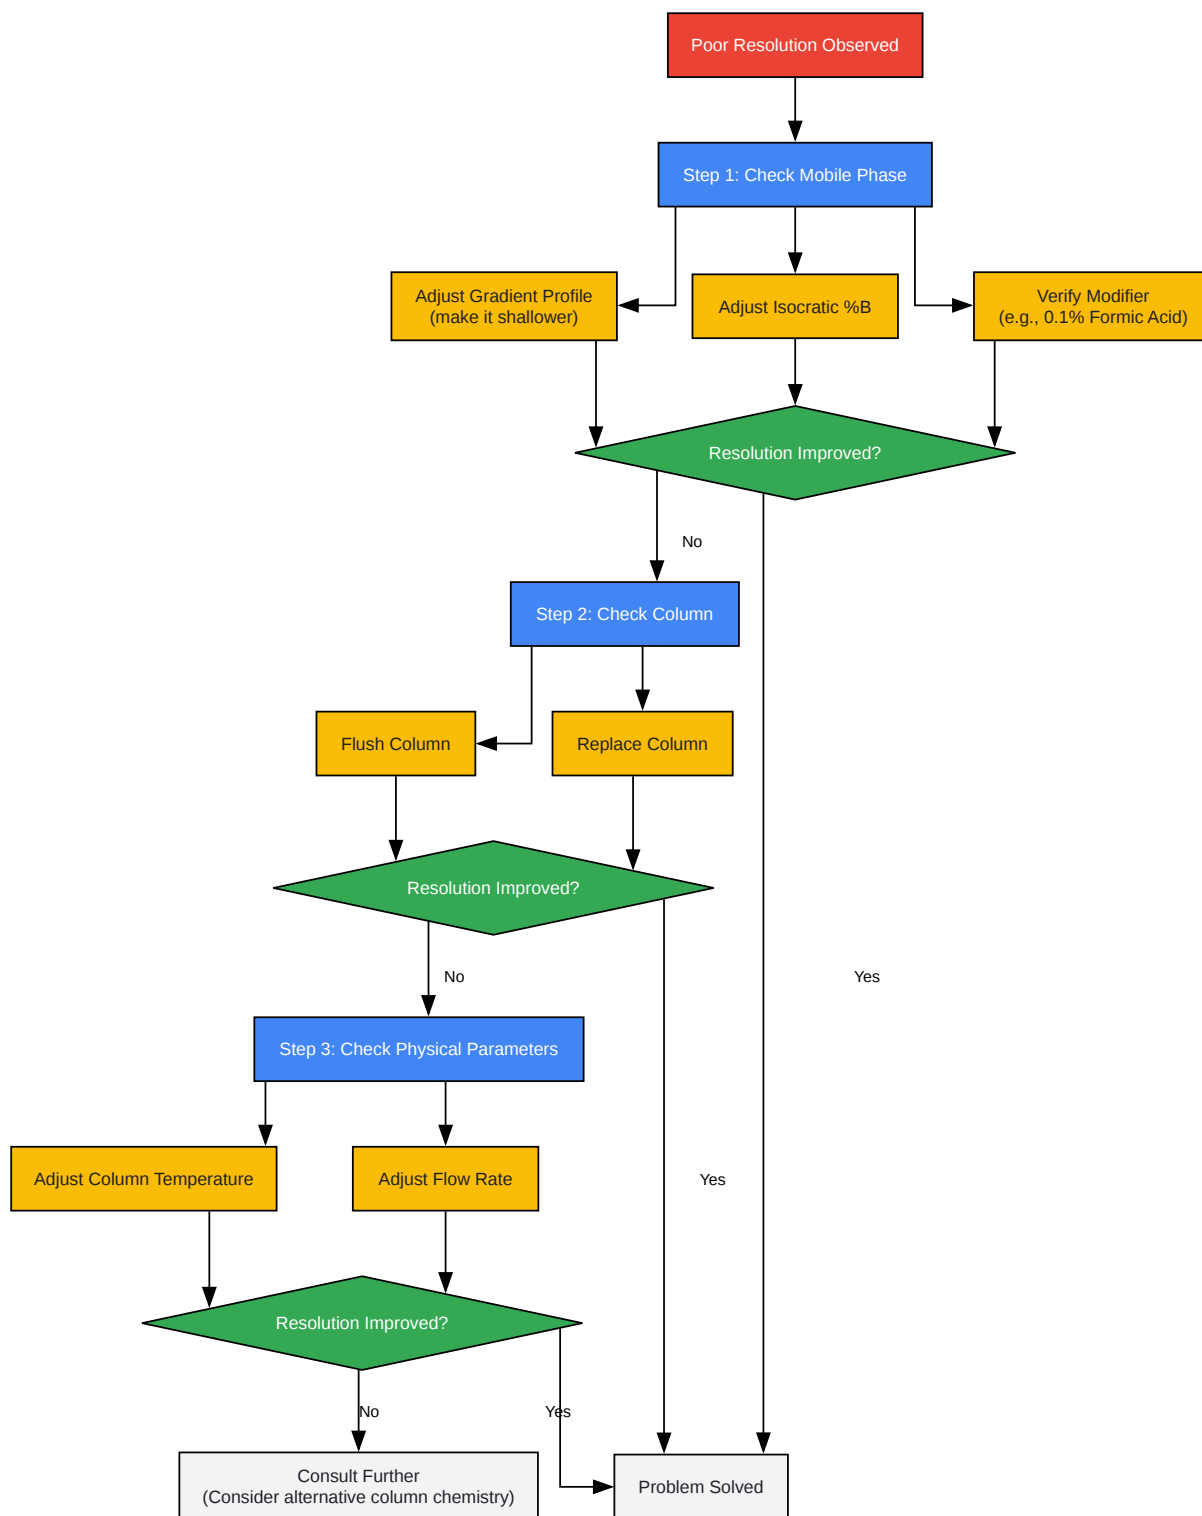 Poor Resolution Observed
Step 1: Check Mobile Phase
Adjust Gradient Profile
(make it shallower)
Adjust Isocratic %B
Verify Modifier
(e.g., 0.1% Formic Acid)
Resolution Improved?
No
Step 2: Check Column
Flush Column
Replace Column
Resolution Improved?
No
Yes
Step 3: Check Physical Parameters
Adjust Column Temperature
Adjust Flow Rate
Yes
Resolution Improved?
No
Yes
Consult Further
(Consider alternative column chemistry)
Problem Solved